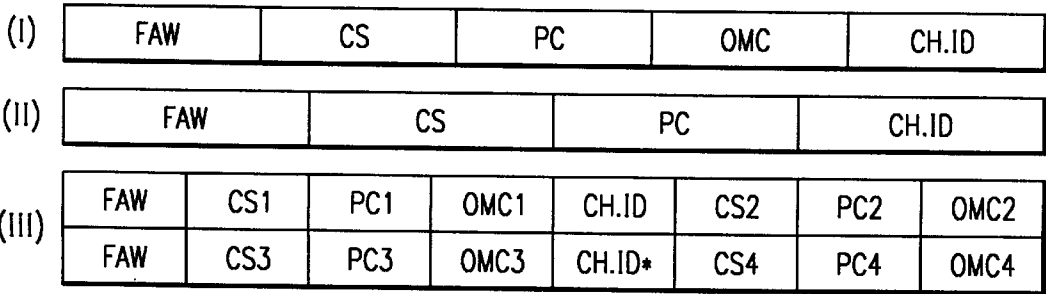 (I) FAW CS PC OMC CH.ID
(II) FAW CS PC CH.ID
(III) FAW CS1 PC1 OMC1 CH.ID CS2 PC2 OMC2
FAW CS3 PC3 OMC3 CH.ID* CS4 PC4 OMC4